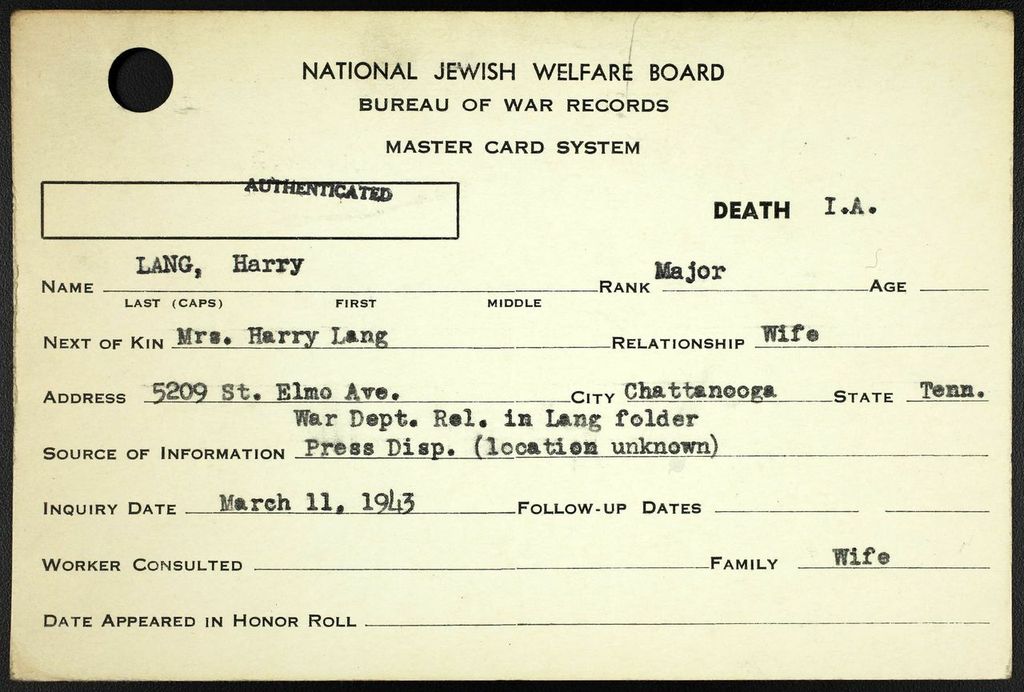 NATIONAL JEWISH WELFARE BOARD
BUREAU OF WAR RECORDS
MASTER CARD SYSTEM
AUTHENTICATED
DEATH I.A.
NAME LANG, Harry RANK Major AGE
LAST (CAPS) FIRST MIDDLE
NEXT OF KIN Mrs. Harry Lang RELATIONSHIP Wife
ADDRESS 5209 St. Elmo Ave. CITY Chattanooga STATE Tenn.
War Dept. Rel. in Lang folder
SOURCE OF INFORMATION Press Disp. (location unknown)
INQUIRY DATE March 11, 1943 FOLLOW-UP DATES
WORKER CONSULTED FAMILY Wife
DATE APPEARED IN HONOR ROLL